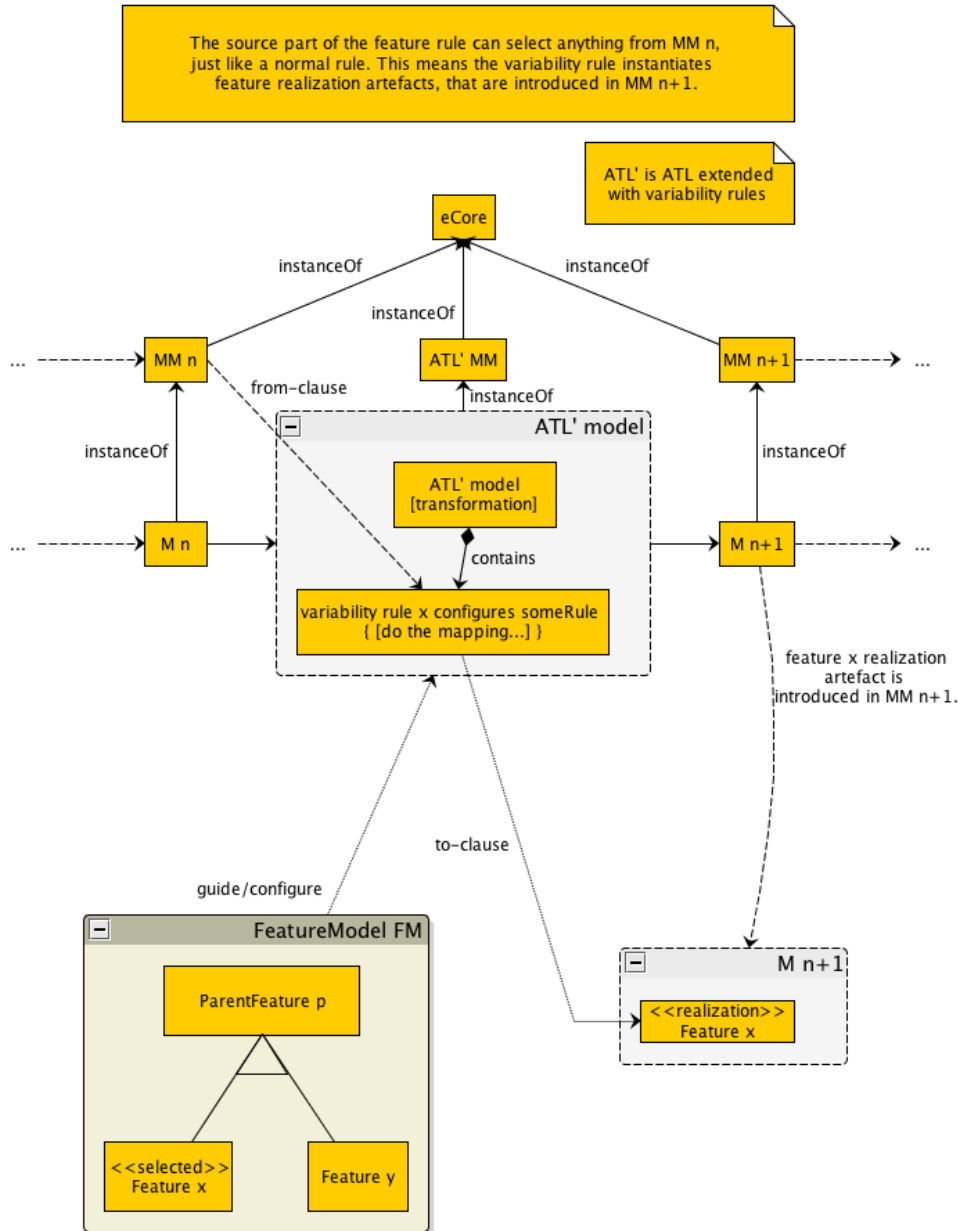 The source part of the feature rule can select anything from MM n,
just like a normal rule. This means the variability rule instantiates
feature realization artefacts, that are introduced in MM n+1.
ATL' is ATL extended
with variability rules
eCore
instanceOf
instanceOf
instanceOf
...
MM n
ATL' MM
MM n+1
...
from-clause
instanceOf
ATL' model
instanceOf
instanceOf
ATL' model
[transformation]
...
M n
M n+1
...
contains
variability rule x configures someRule
{ [do the mapping...] }
feature x realization
artefact is
introduced in MM n+1.
to-clause
guide/configure
FeatureModel FM
M n+1
ParentFeature p
<<realization>>
Feature x
<<selected>>
Feature x
Feature y